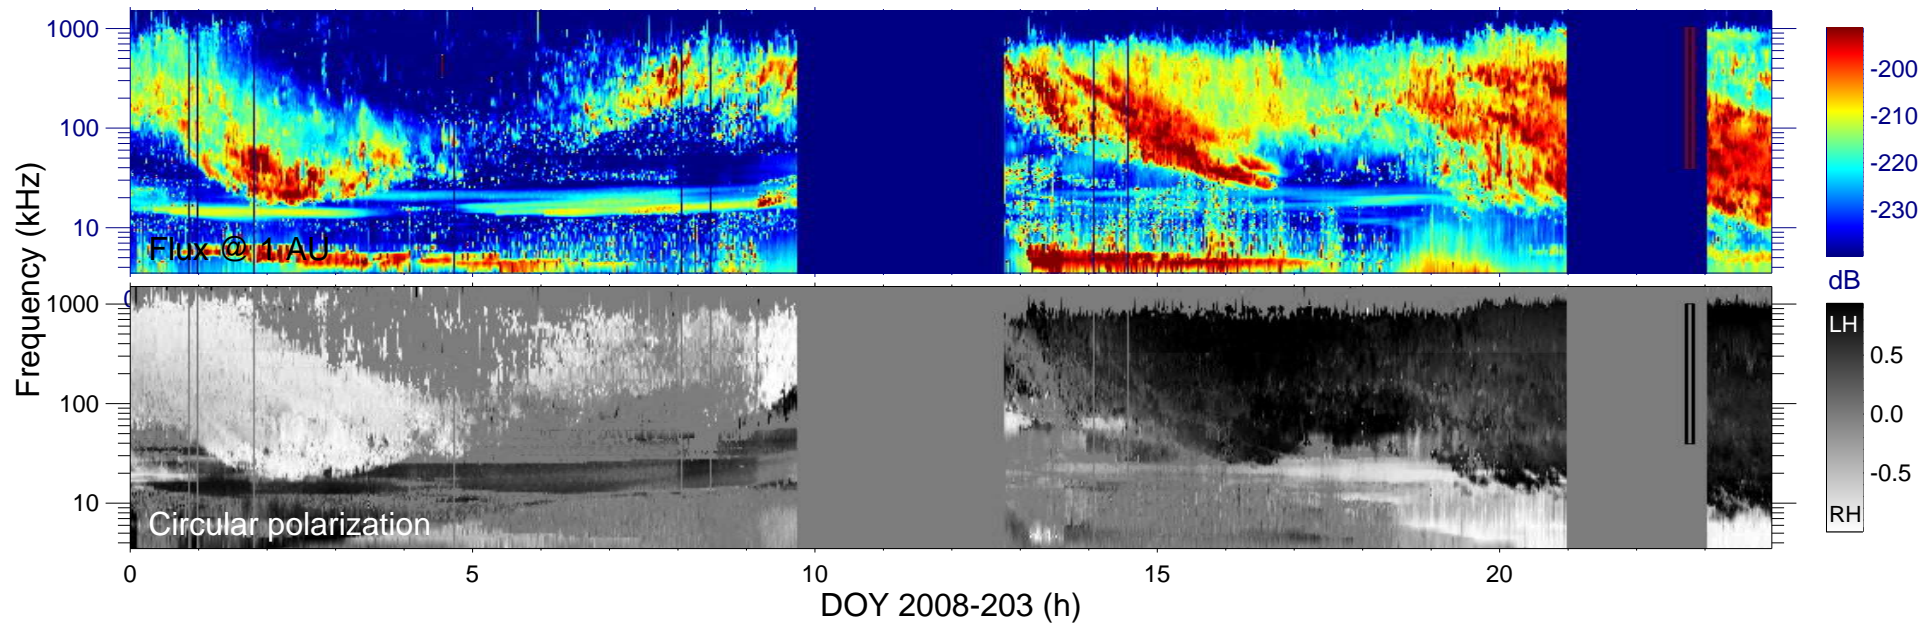 1000
100
10
Flux @ 1 AU
-200
-210
-220
-230
dB
0
Frequency (kHz)
1000
100
10
Circular polarization
LH
0.5
0.0
-0.5
RH
0
5
10
15
20
DOY 2008-203 (h)